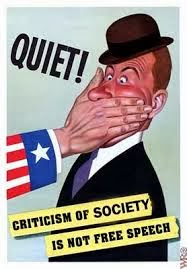 QUIET!
CRITICISM OF SOCIETY
IS NOT FREE SPEECH